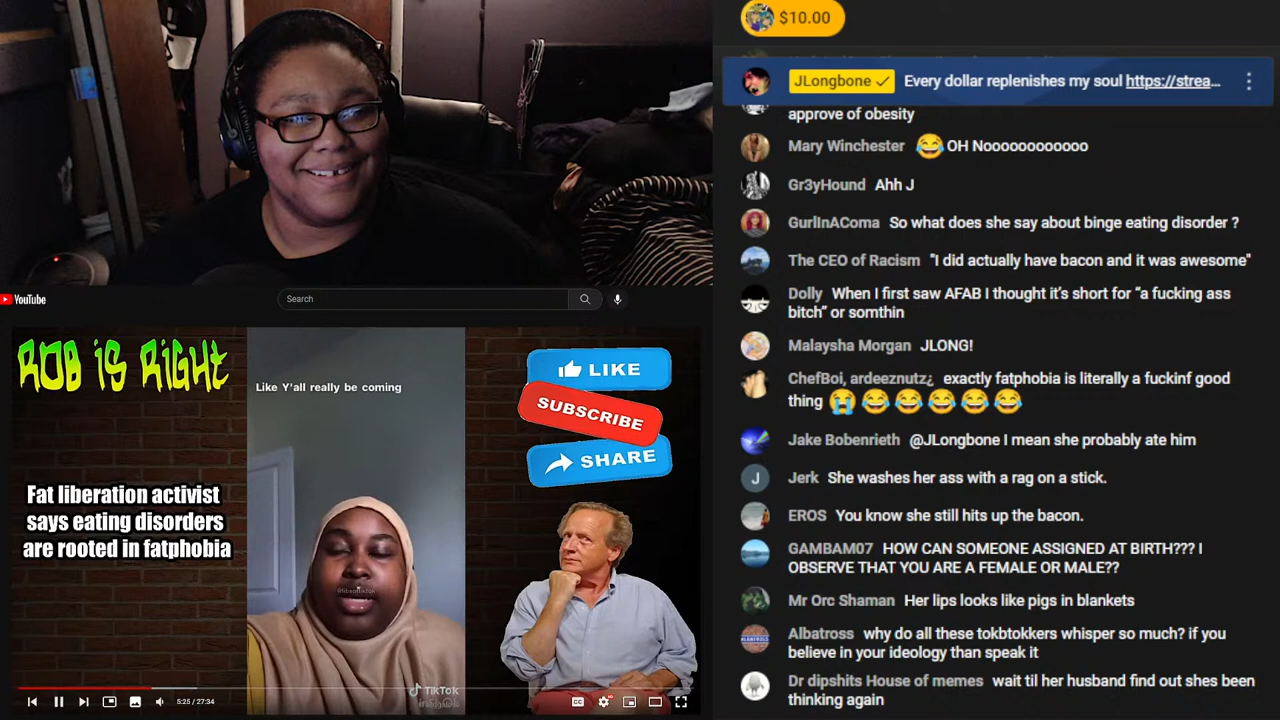 $10.00
JLongbone Every dollar replenishes my soul https://strea...
approve of obesity
Mary Winchester 😂 OH Noooooooooooo
Gr3yHound Ahh J
GurlInAComa So what does she say about binge eating disorder ?
The CEO of Racism "I did actually have bacon and it was awesome"
Dolly When I first saw AFAB I thought it's short for “a fucking ass
bitch” or somthin
Malaysha Morgan JLONG!
ChefBoi, ardeeznutz¿ exactly fatphobia is literally a fuckinf good
thing 😭😂😂😂😂😂
Jake Bobenrieth @JLongbone I mean she probably ate him
J
Jerk She washes her ass with a rag on a stick.
EROS You know she still hits up the bacon.
GAMBAM07 HOW CAN SOMEONE ASSIGNED AT BIRTH??? I
OBSERVE THAT YOU ARE A FEMALE OR MALE??
Mr Orc Shaman Her lips looks like pigs in blankets
Albatross why do all these tokbtokkers whisper so much? if you
believe in your ideology than speak it
Dr dipshits House of memes wait til her husband find out shes been
thinking again
YouTube
Search
ROB iS RiGHT
Like Y'all really be coming
LIKE
SUBSCRIBE
SHARE
Fat liberation activist
says eating disorders
are rooted in fatphobia
TikTok
5:25 / 27:34